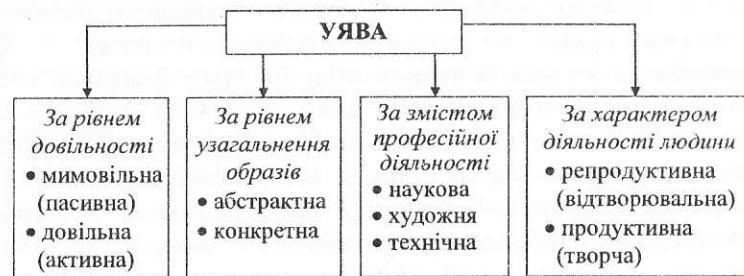 УЯВА
За рівнем
довільності
• мимовільна
(пасивна)
• довільна
(активна)
За рівнем
узагальнення
образів
• абстрактна
• конкретна
За змістом
професійної
діяльності
• наукова
• художня
• технічна
За характером
діяльності людини
• репродуктивна
(відтворювальна)
• продуктивна
(творча)